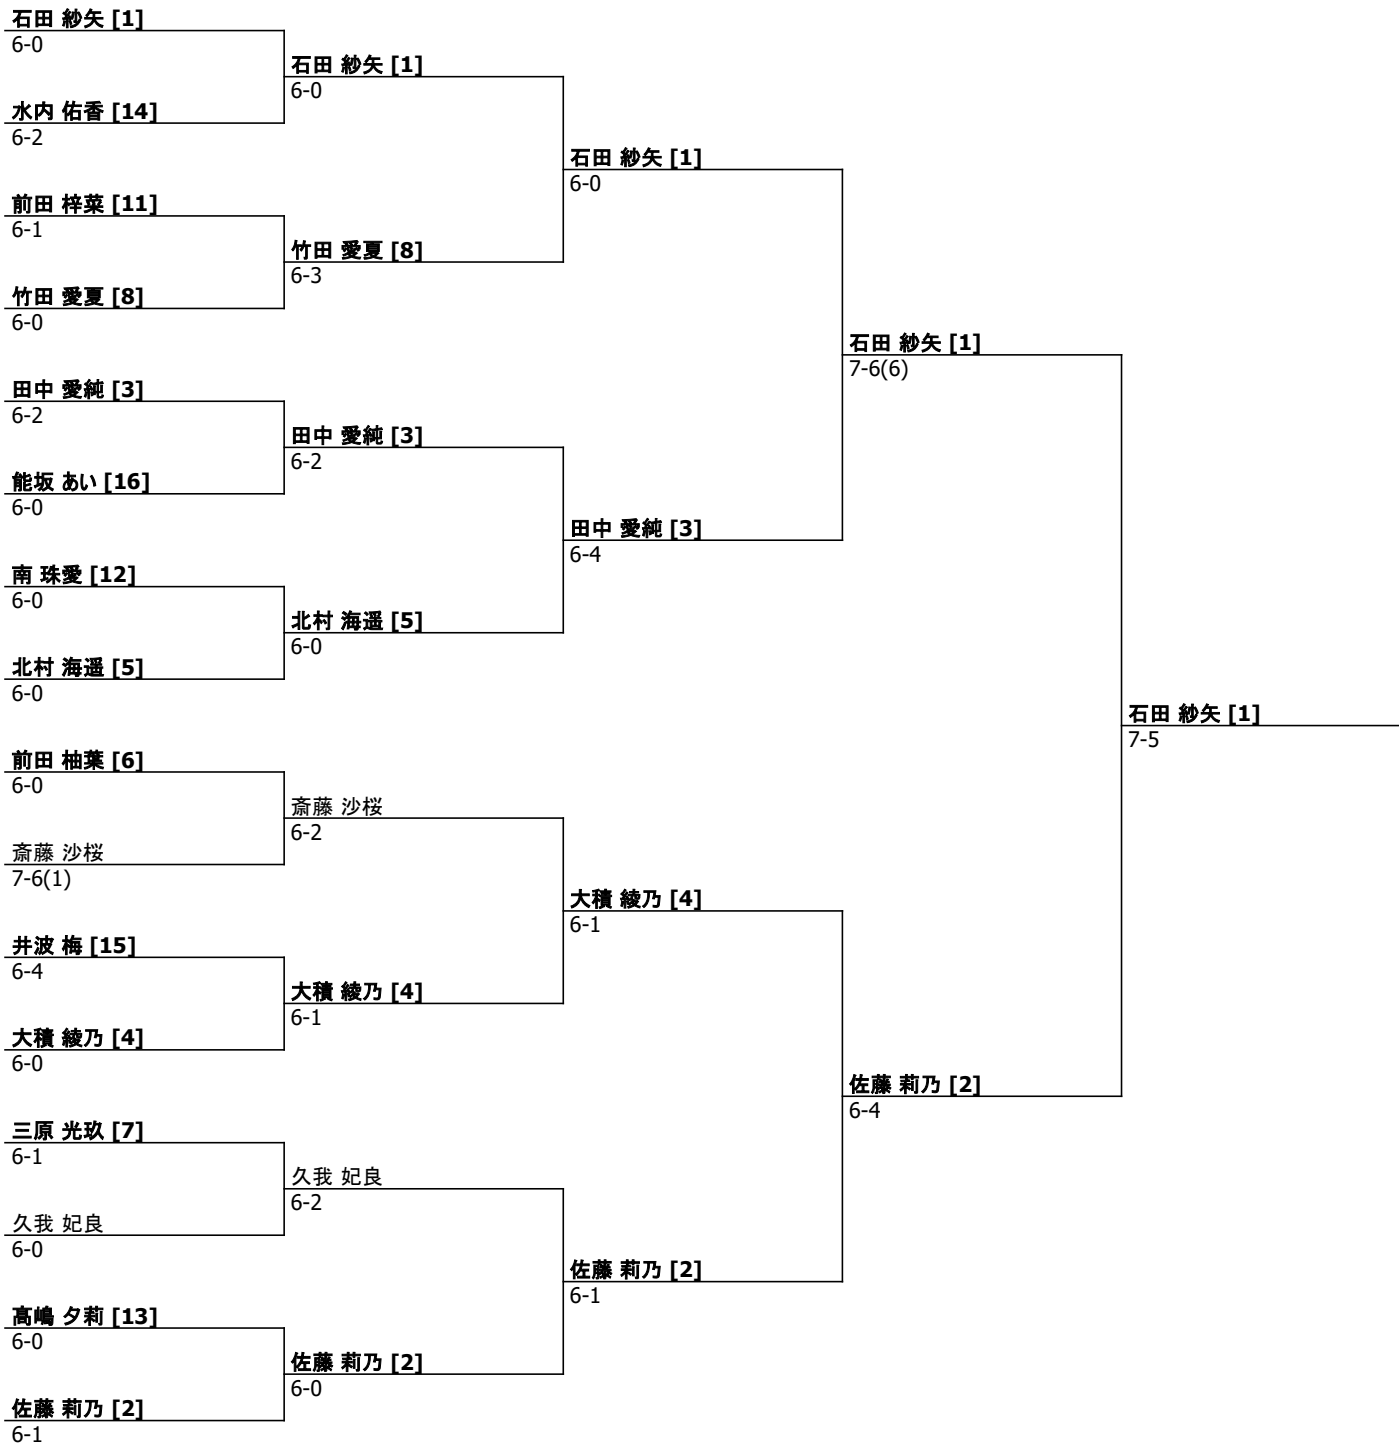 石田 紗矢 [1]
6-0
水内 佑香 [14]
6-2
前田 梓菜 [11]
6-1
竹田 愛夏 [8]
6-0
田中 愛純 [3]
6-2
能坂 あい [16]
6-0
南 珠愛 [12]
6-0
北村 海遥 [5]
6-0
前田 柚葉 [6]
6-0
斎藤 沙桜
7-6(1)
井波 梅 [15]
6-4
大積 綾乃 [4]
6-0
三原 光玖 [7]
6-1
久我 妃良
6-0
髙嶋 夕莉 [13]
6-0
佐藤 莉乃 [2]
6-1
石田 紗矢 [1]
6-0
竹田 愛夏 [8]
6-3
田中 愛純 [3]
6-2
北村 海遥 [5]
6-0
斎藤 沙桜
6-2
大積 綾乃 [4]
6-1
久我 妃良
6-2
佐藤 莉乃 [2]
6-0
石田 紗矢 [1]
6-0
田中 愛純 [3]
6-4
大積 綾乃 [4]
6-1
佐藤 莉乃 [2]
6-1
石田 紗矢 [1]
7-6(6)
佐藤 莉乃 [2]
6-4
石田 紗矢 [1]
7-5